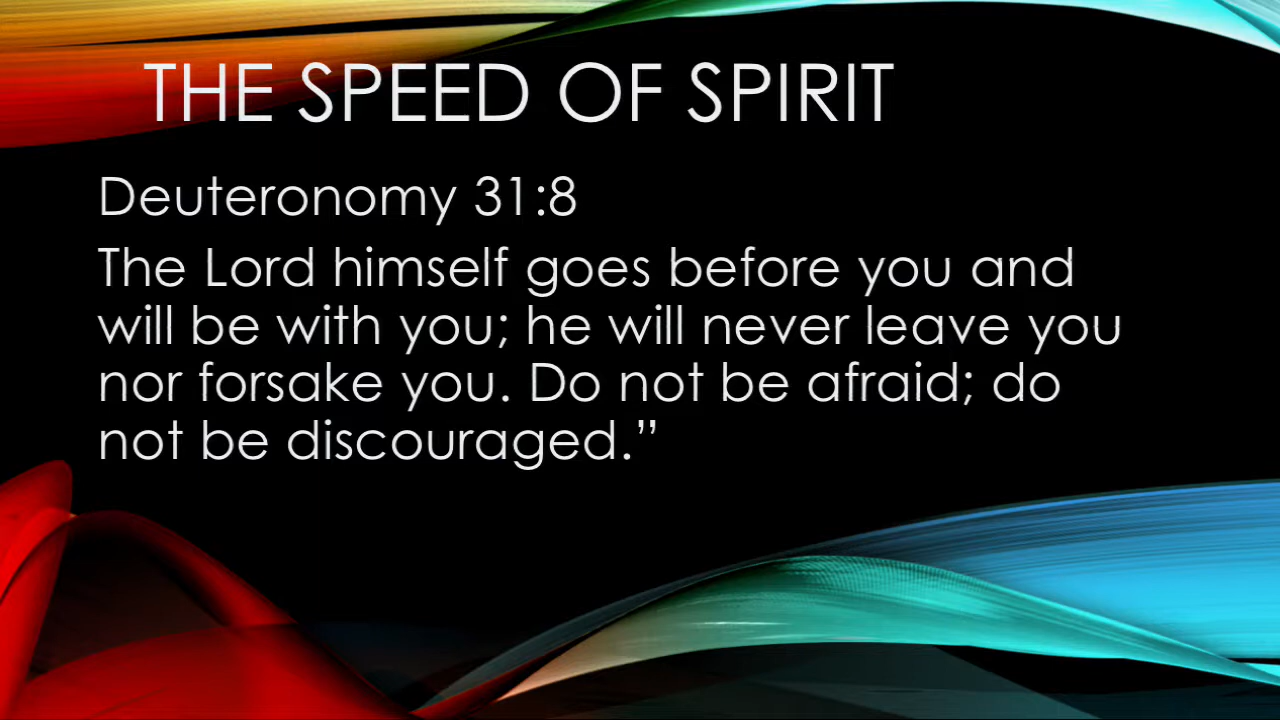 THE SPEED OF SPIRIT
Deuteronomy 31:8
The Lord himself goes before you and
will be with you; he will never leave you
nor forsake you. Do not be afraid; do
not be discouraged.”